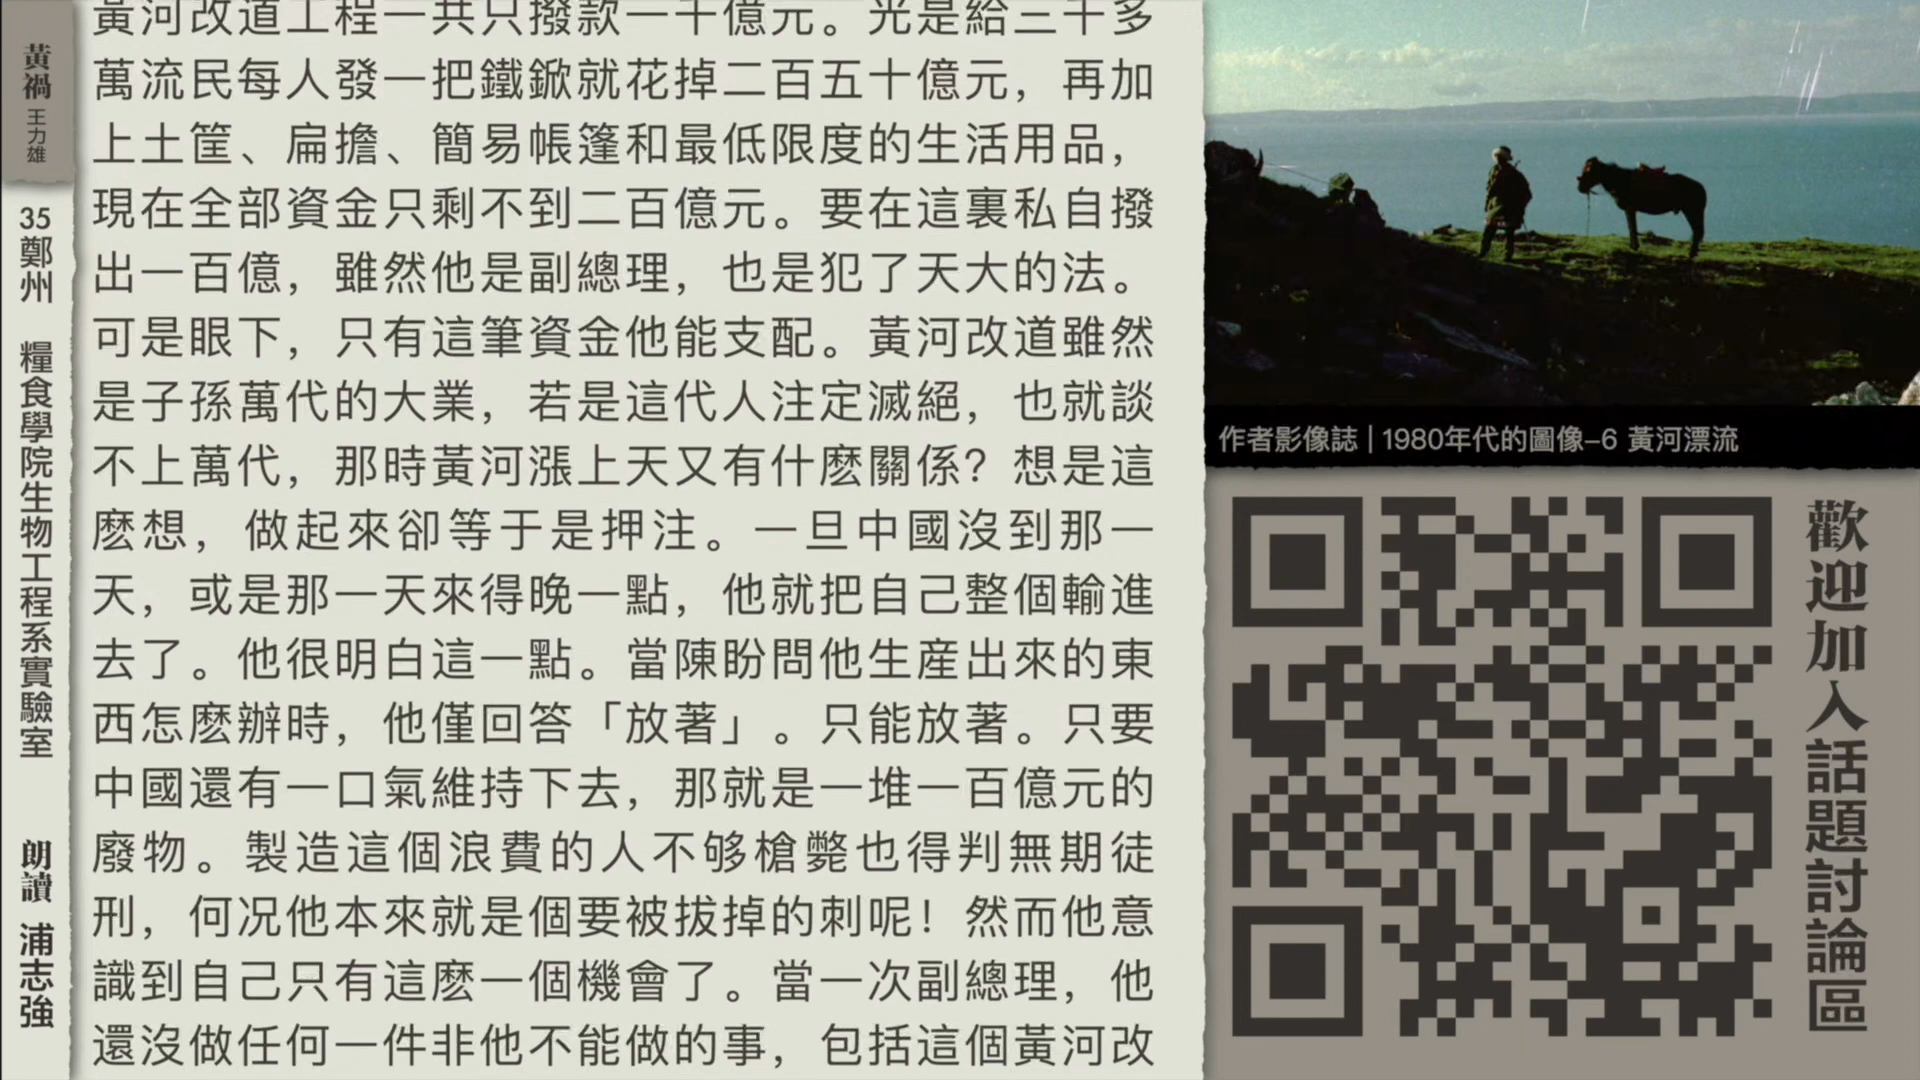 黃禍 王力雄
35鄭州 糧食學院生物工程系實驗室
朗讀 浦志強
黃河改道工程一共只撥款一千億元。光是給三千多
萬流民每人發一把鐵鍁就花掉二百五十億元，再加
上土筐、扁擔、簡易帳篷和最低限度的生活用品，
現在全部資金只剩不到二百億元。要在這裏私自撥
出一百億，雖然他是副總理，也是犯了天大的法。
可是眼下，只有這筆資金他能支配。黃河改道雖然
是子孫萬代的大業，若是這代人注定滅絕，也就談
不上萬代，那時黃河漲上天又有什麽關係？想是這
麽想，做起來卻等于是押注。一旦中國沒到那一
天，或是那一天來得晚一點，他就把自己整個輸進
去了。他很明白這一點。當陳盼問他生産出來的東
西怎麽辦時，他僅回答「放著」。只能放著。只要
中國還有一口氣維持下去，那就是一堆一百億元的
廢物。製造這個浪費的人不够槍斃也得判無期徒
刑，何况他本來就是個要被拔掉的刺呢！然而他意
識到自己只有這麽一個機會了。當一次副總理，他
還沒做任何一件非他不能做的事，包括這個黃河改
作者影像誌 | 1980年代的圖像–6 黃河漂流
歡迎加入話題討論區